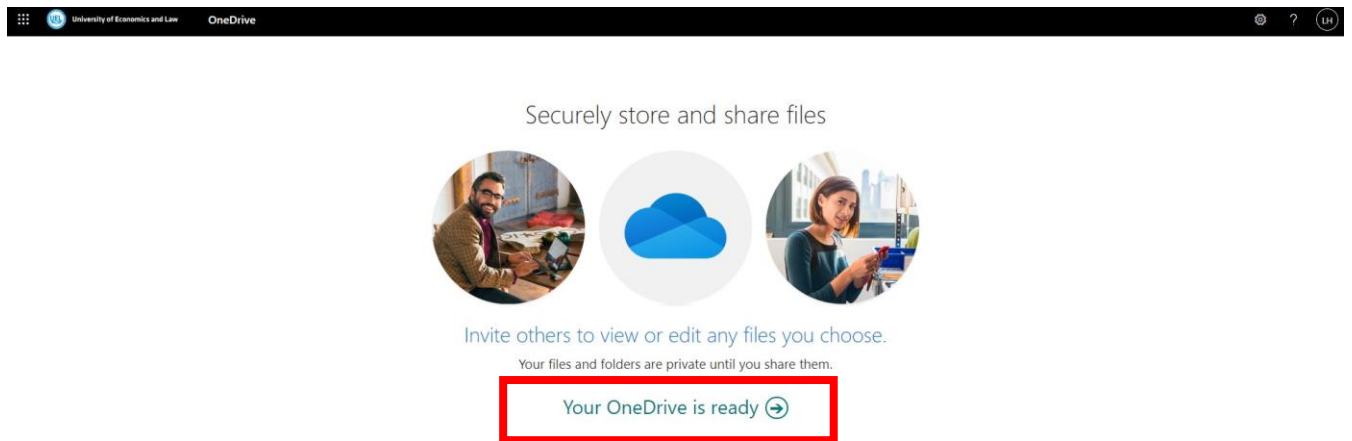 UEL University of Economics and Law OneDrive ? LH
Securely store and share files
Invite others to view or edit any files you choose.
Your files and folders are private until you share them.
Your OneDrive is ready